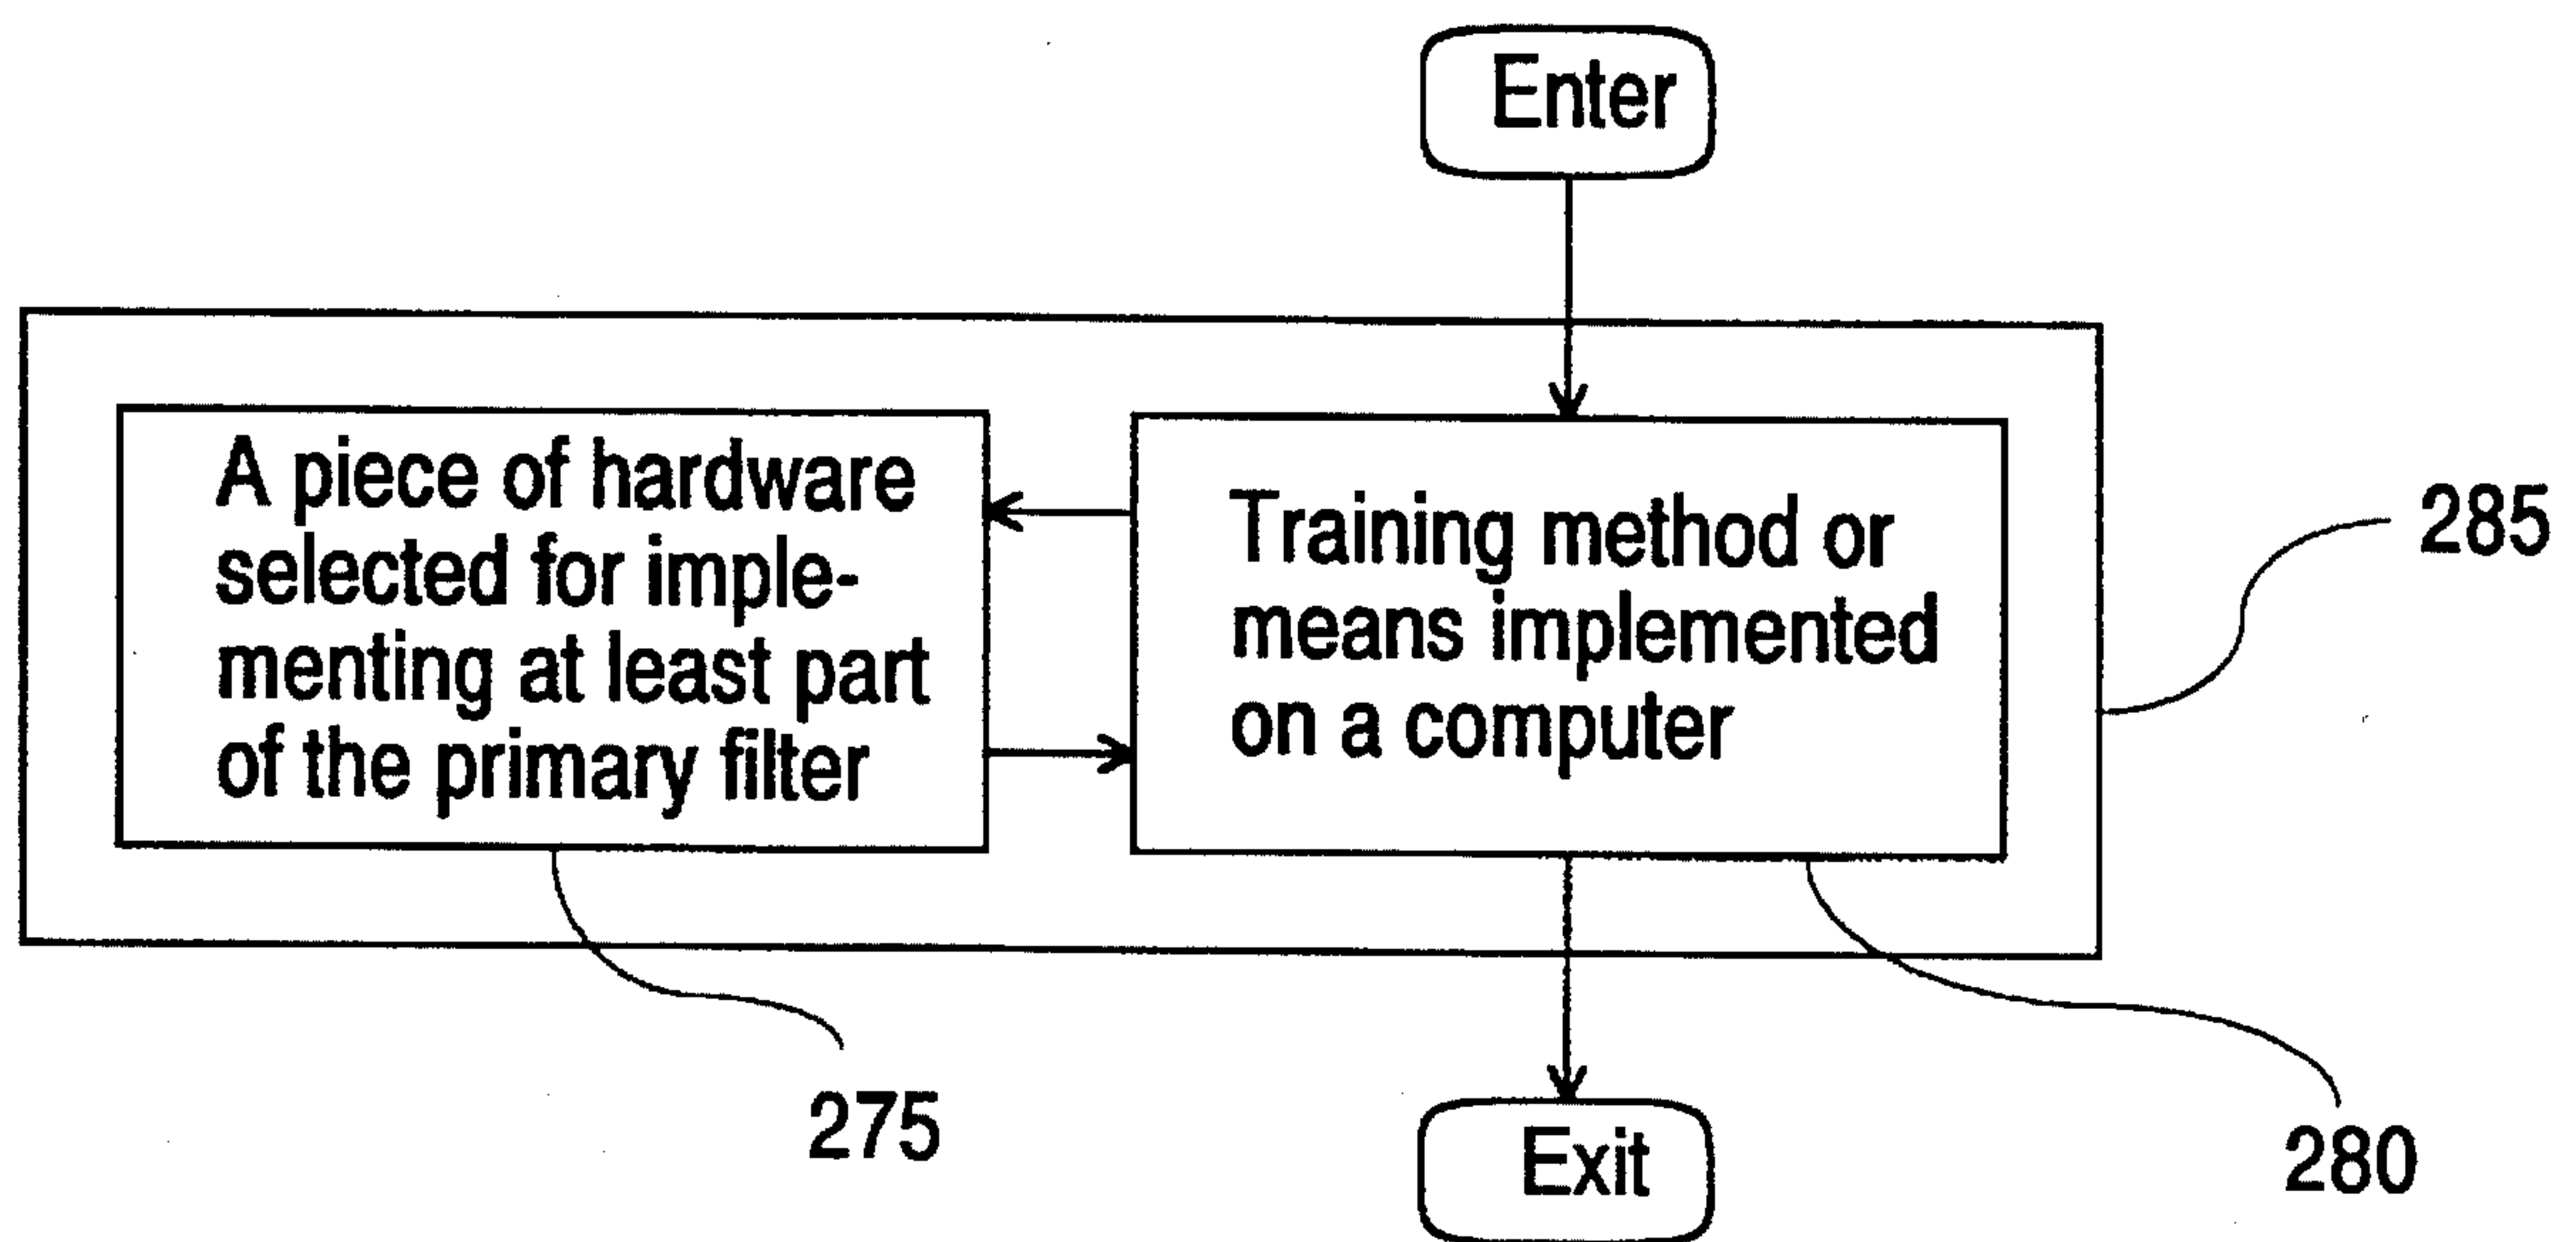 Enter
A piece of hardware
selected for imple-
menting at least part
of the primary filter
Training method or
means implemented
on a computer
285
275
280
Exit